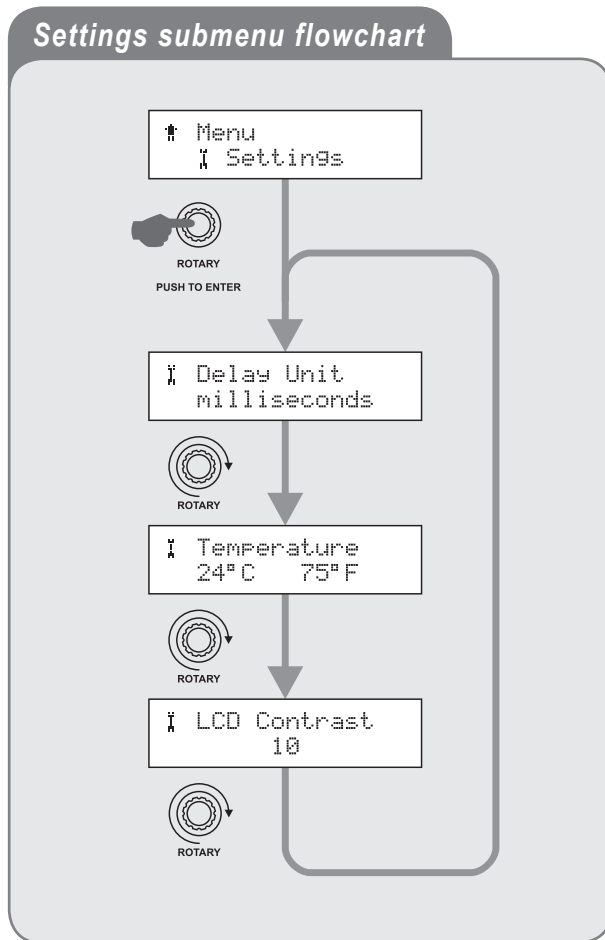 Settings submenu flowchart
Menu
Settings
ROTARY
PUSH TO ENTER
Delay Unit
milliseconds
ROTARY
Temperature
24°C 75°F
ROTARY
LCD Contrast
10
ROTARY